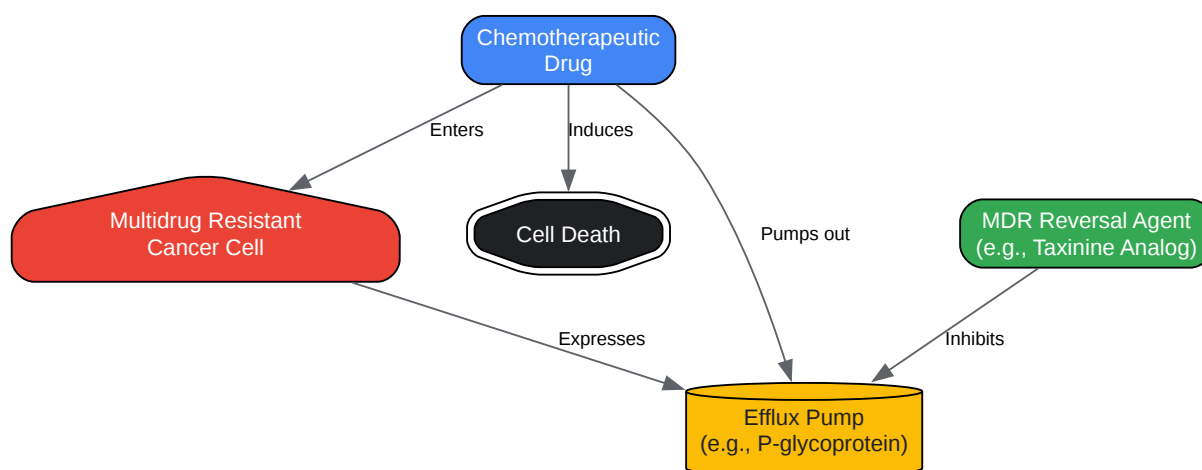 Chemotherapeutic
Drug
Enters
Induces
Pumps out
Multidrug Resistant
Cancer Cell
Cell Death
MDR Reversal Agent
(e.g., Taxinine Analog)
Expresses
Inhibits
Efflux Pump
(e.g., P-glycoprotein)